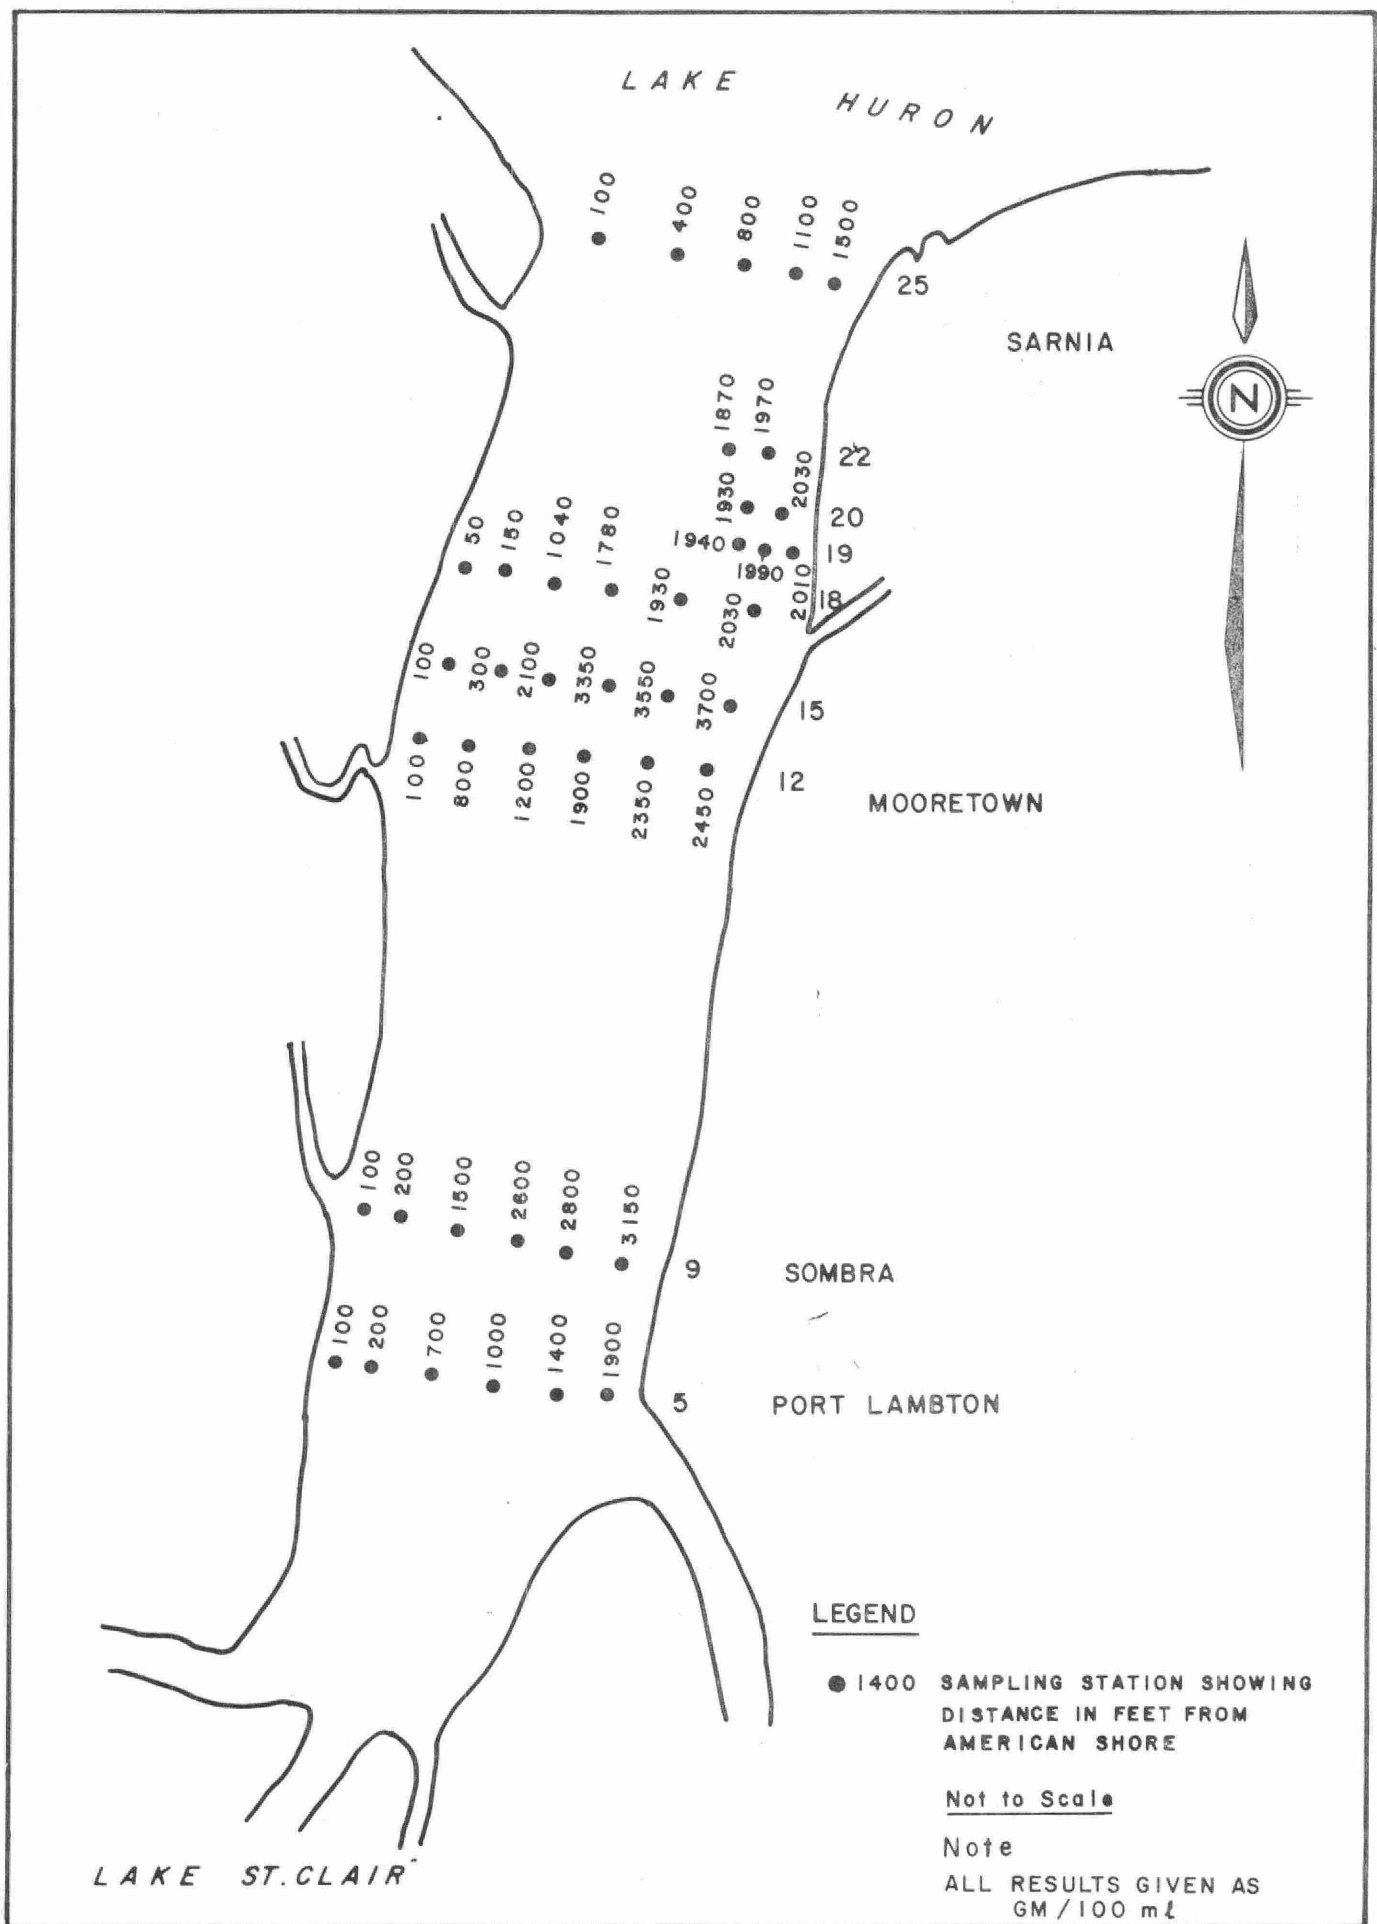 LAKE HURON
100 400 800 1100 1500
25
SARNIA
N
1870 1970
22
1930 2030
20
1940 1990 2010
19
50 150 1040 1780 1930 2030
18
100 300 2100 3350 3550 3700
15
100 800 1200 1900 2350 2450
12
MOORETOWN
100 200 1500 2600 2800 3150
9
SOMBRA
100 200 700 1000 1400 1900
5
PORT LAMBTON
LEGEND
1400 SAMPLING STATION SHOWING
DISTANCE IN FEET FROM
AMERICAN SHORE
Not to Scale
Note
ALL RESULTS GIVEN AS
GM/100 ml
LAKE ST. CLAIR